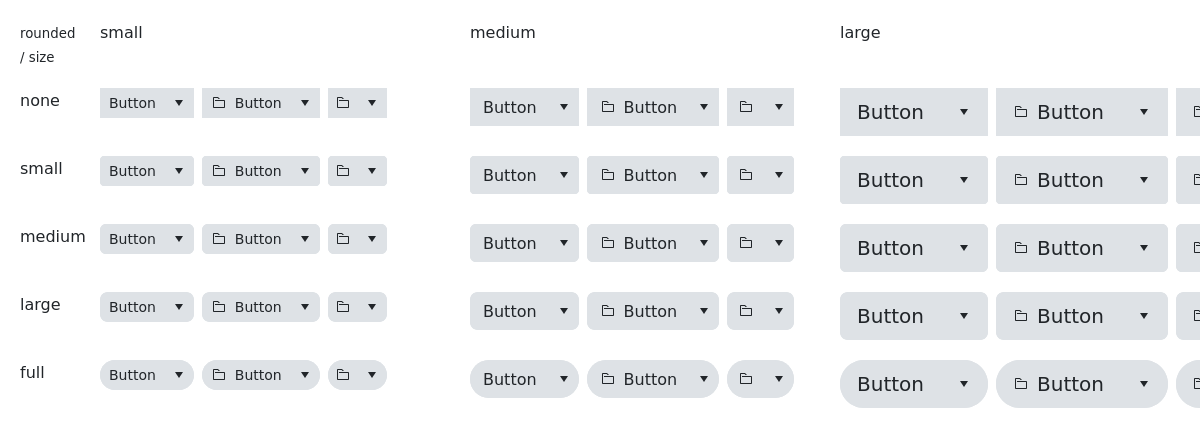 rounded / size small medium large
none Button Button Button Button Button Button
small Button Button Button Button Button Button
medium Button Button Button Button Button Button
large Button Button Button Button Button Button
full Button Button Button Button Button Button